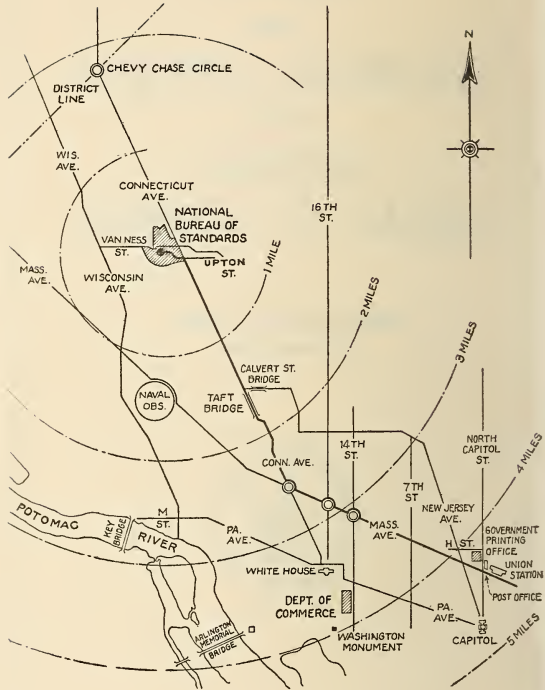 N
CHEVY CHASE CIRCLE
DISTRICT
LINE
WIS.
AVE.
CONNECTICUT
AVE.
16TH
ST.
NATIONAL
BUREAU OF
STANDARDS
VAN NESS
ST.
UPTON
ST.
MASS.
AVE.
WISCONSIN
AVE.
1 MILE
2 MILES
3 MILES
4 MILES
5 MILES
CALVERT ST.
BRIDGE
TAFT
BRIDGE
NAVAL
OBS.
14TH
ST.
NORTH
CAPITOL
ST.
CONN. AVE.
7TH
ST
NEW JERSEY
AVE.
MASS.
AVE.
GOVERNMENT
PRINTING
OFFICE
H ST.
UNION
STATION
POST OFFICE
POTOMAC
RIVER
KEY
BRIDGE
M
ST.
PA.
AVE.
WHITE HOUSE
DEPT. OF
COMMERCE
PA.
AVE.
CAPITOL
WASHINGTON
MONUMENT
ARLINGTON
MEMORIAL
BRIDGE